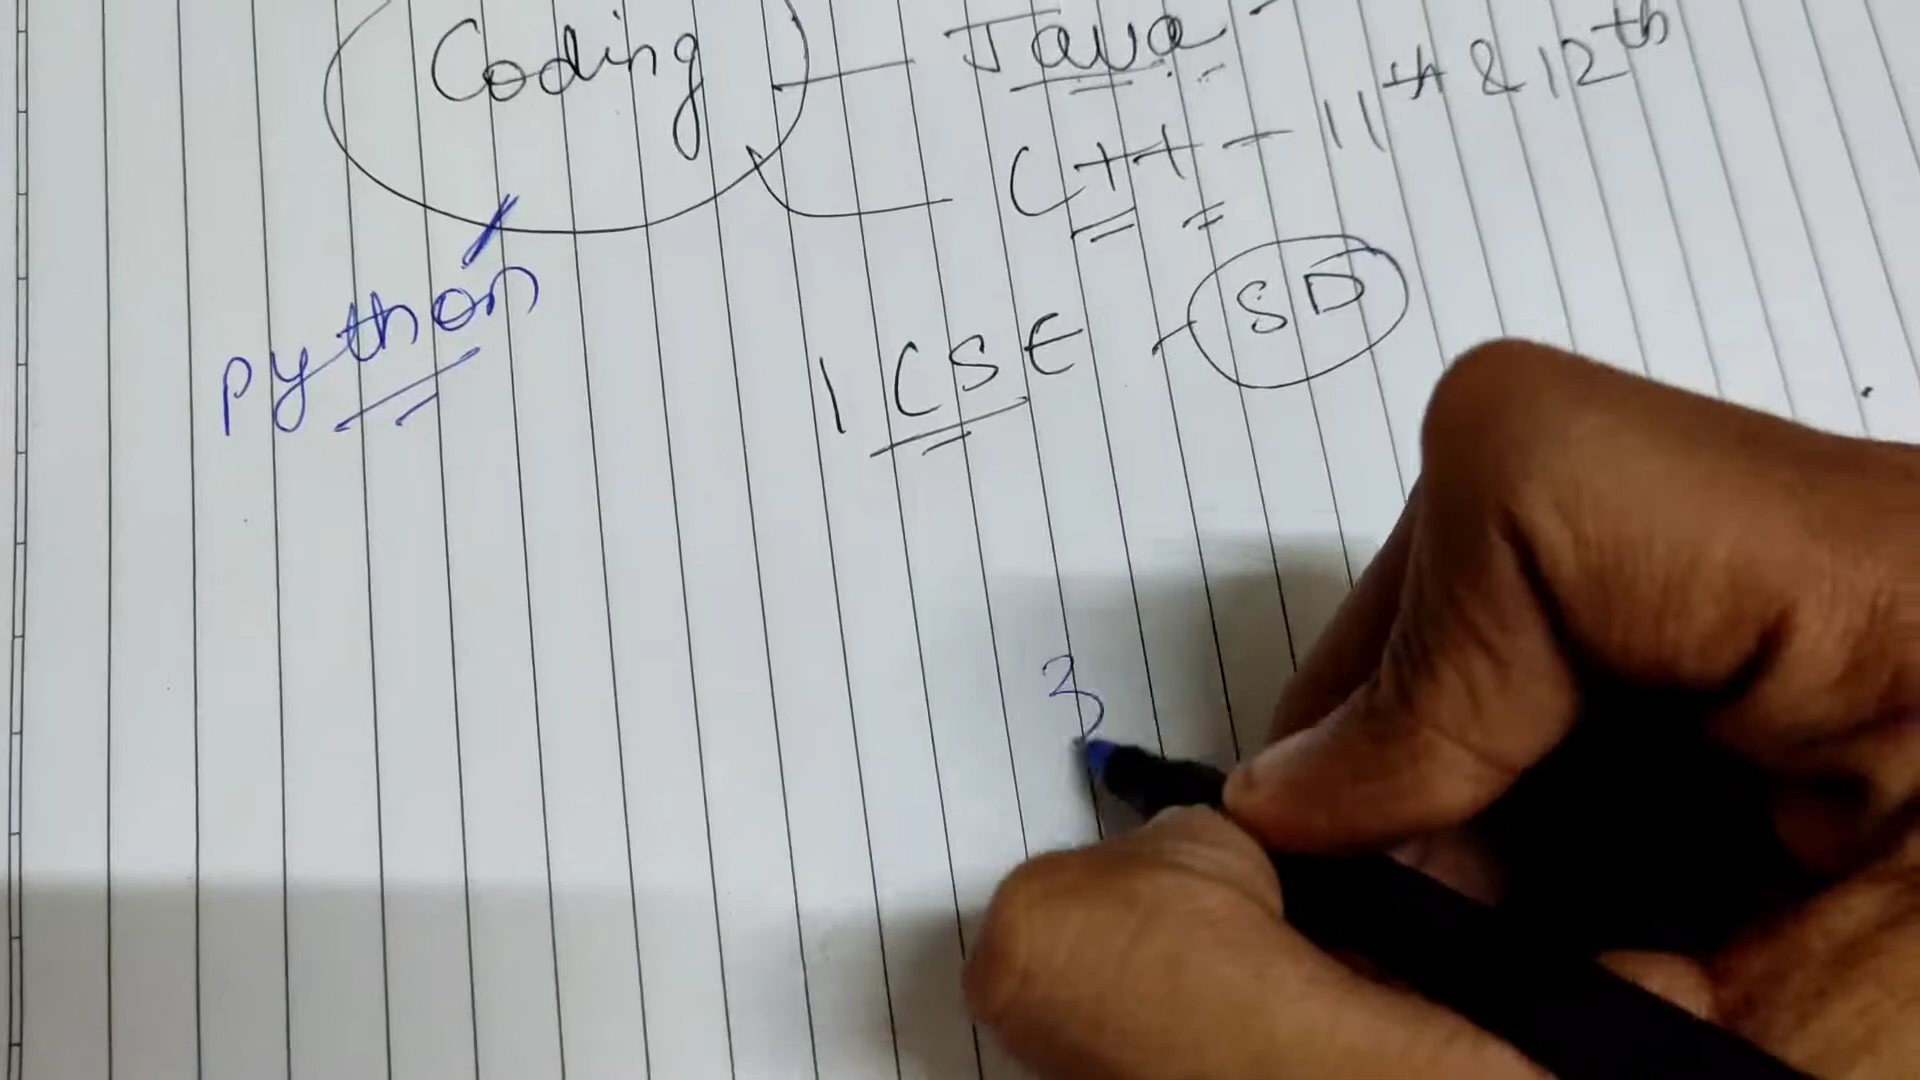 Coding
Java -
C++ - 11th & 12th
python
ICSE - SD
3